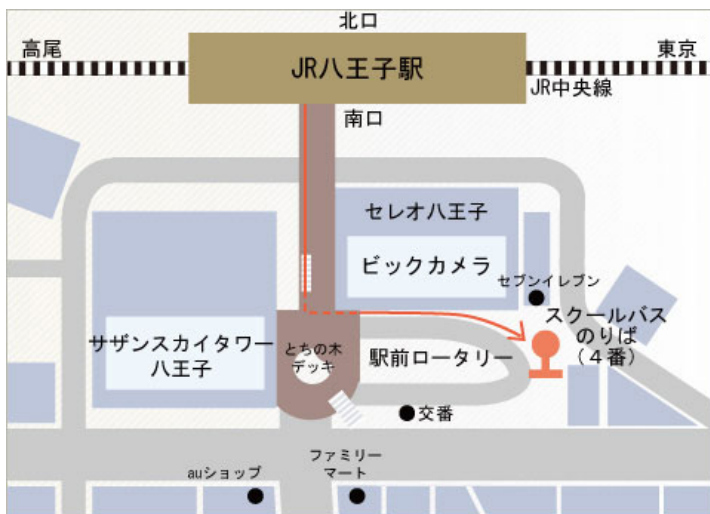 北口
高尾
東京
JR八王子駅
JR中央線
南口
セレオ八王子
ビックカメラ
セブンイレブン
スクールバス
のりば
(4番)
サザンスカイタワー
八王子
とちの木
デッキ
駅前ロータリー
交番
auショップ
ファミリー
マート